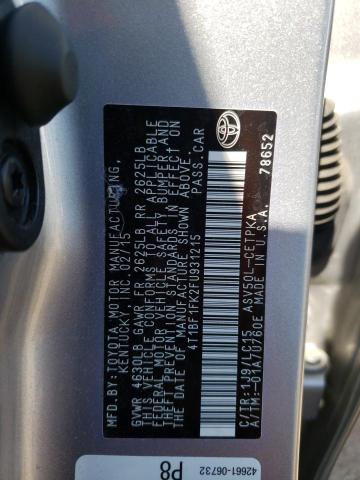 MFD.BY:TOYOTA MOTOR MANUFACTURING,
KENTUCKY, INC. 02/15
GVWR 4630LB GAWR FR 2625LB RR 2625LB
THIS VEHICLE CONFORMS TO ALL APPLICABLE
FEDERAL MOTOR VEHICLE SAFETY, BUMPER, AND
THEFT PREVENTION STANDARDS IN EFFECT ON
THE DATE OF MANUFACTURE SHOWN ABOVE.
4T1BF1FK2FU931215 PASS.CAR
C/TR:1J9/LC15 ASV50L-CETPKA
A/TM:-01A/U760E MADE IN U.S.A.
78652
42661-06732
P8